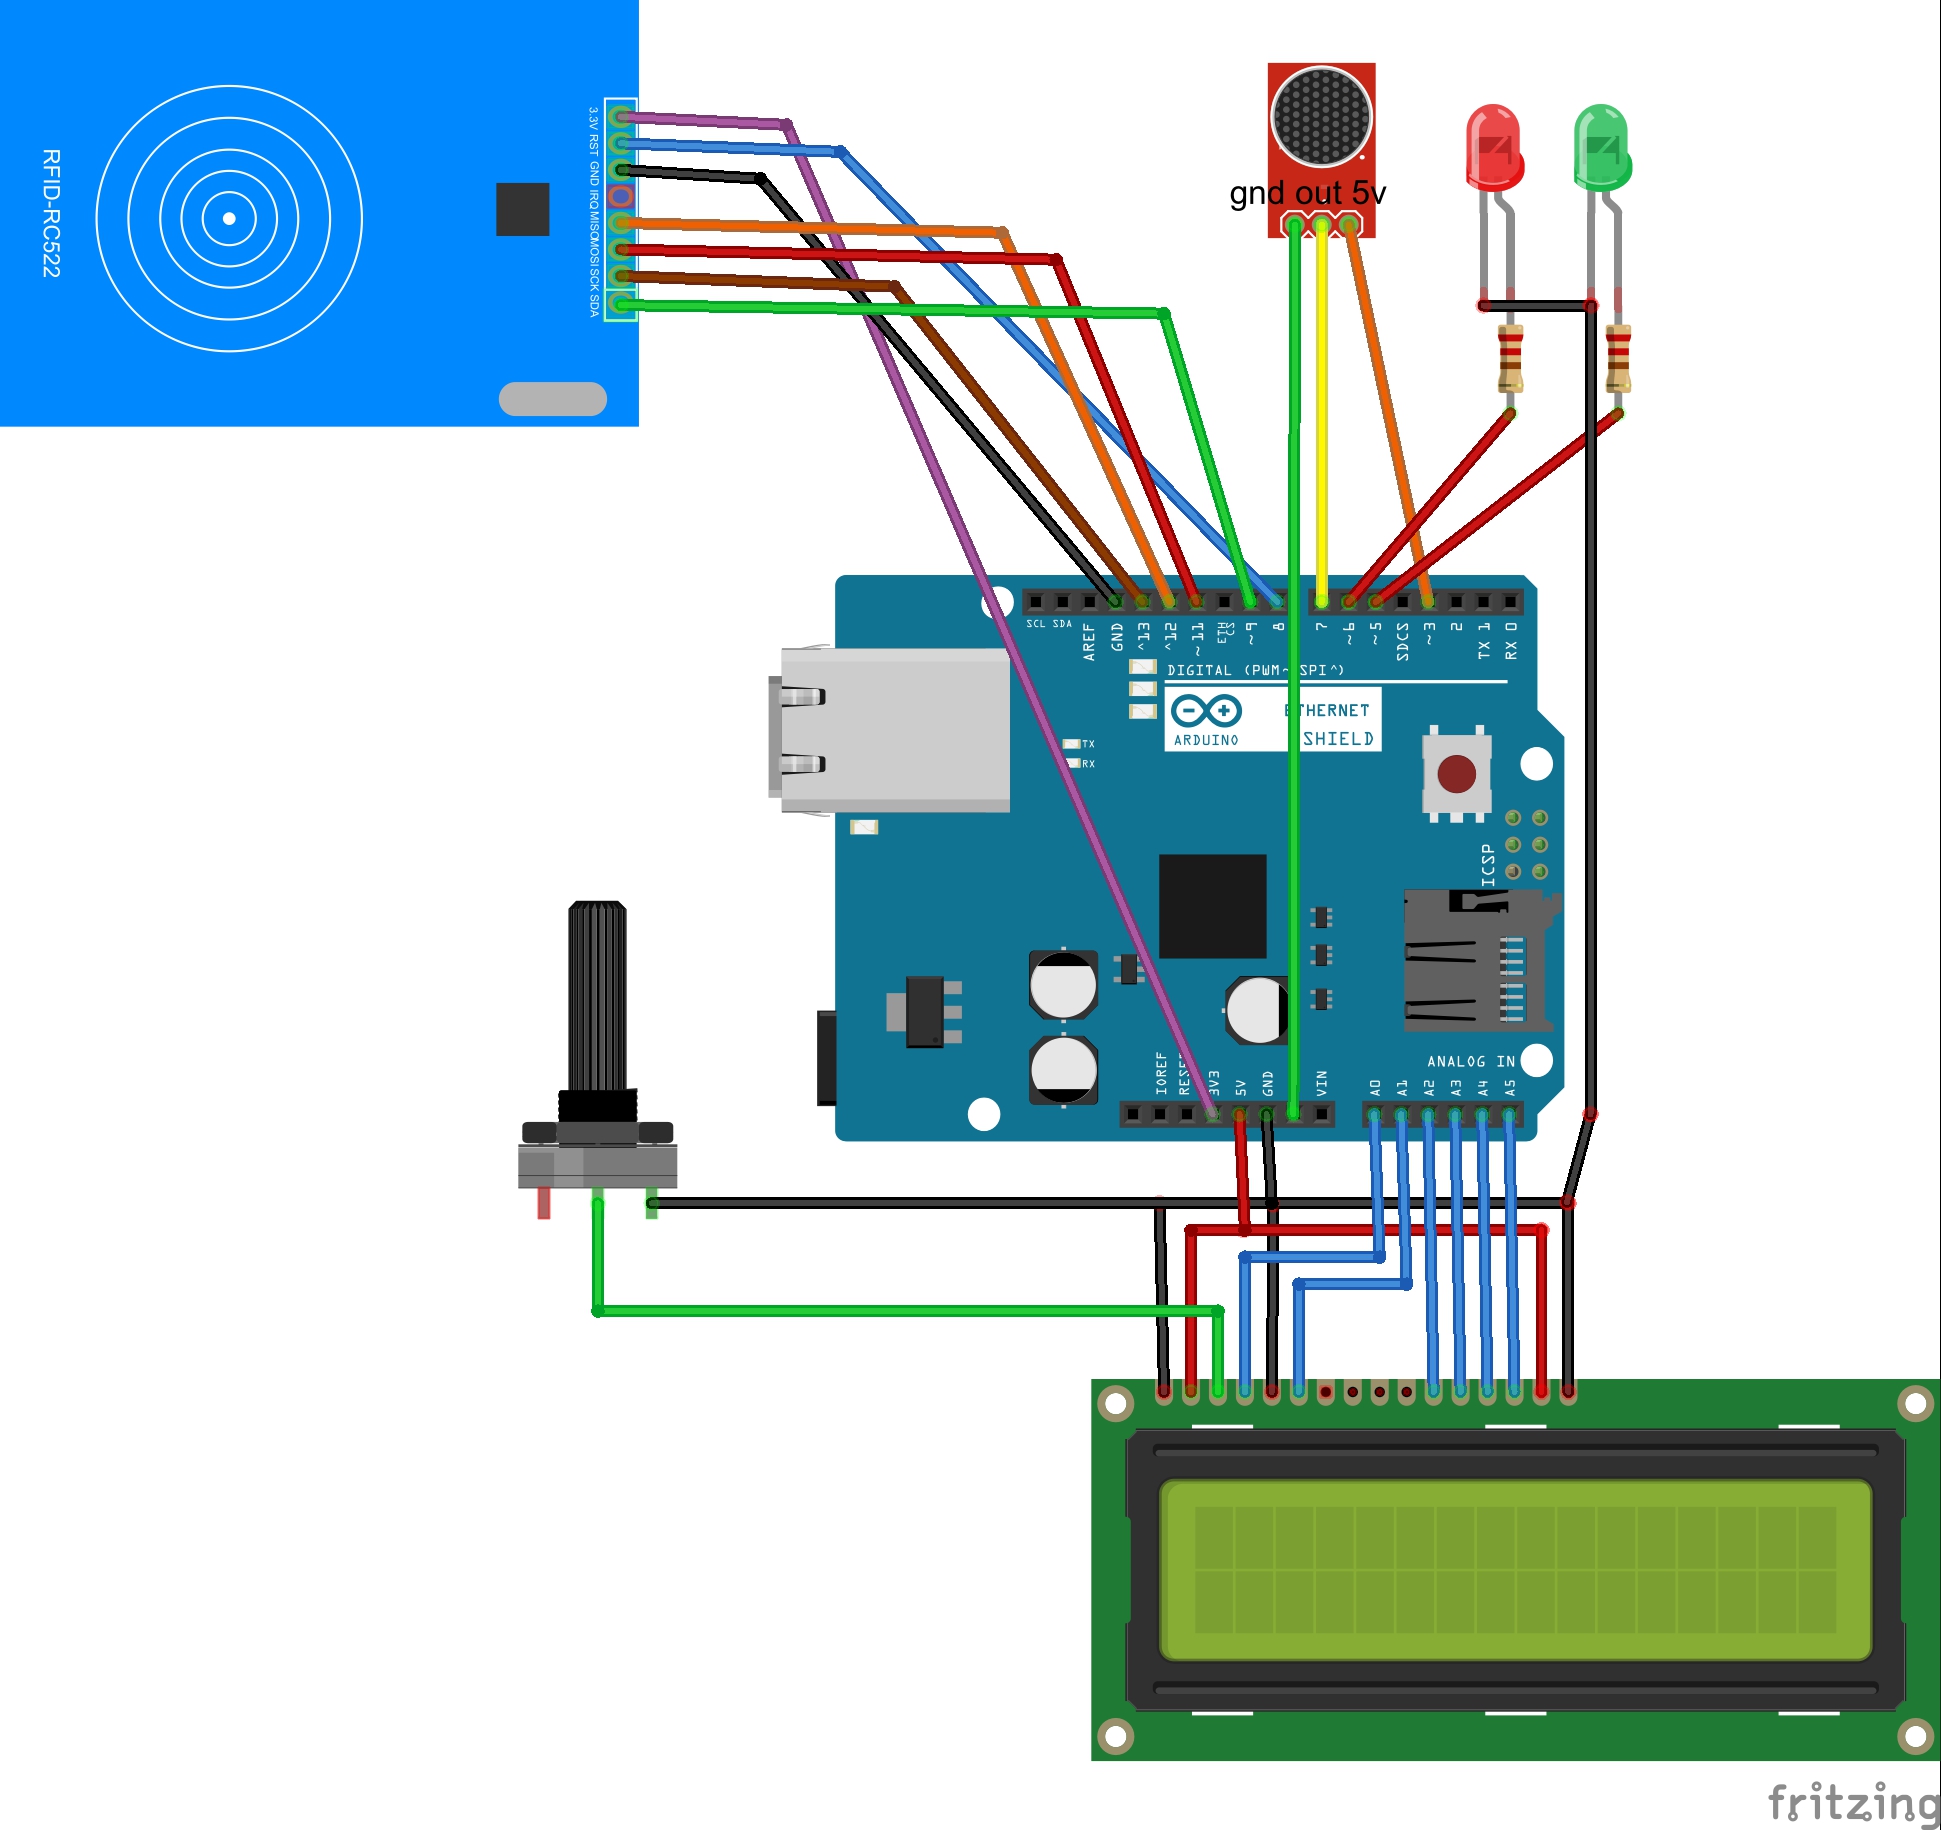 RFID-RC522
3.3V RST GND IRQ MISO MOSI SCK SDA
gnd out 5v
SCL SDA AREF GND ^13 ^12 ~11 ETH CS ~9 8 7 ~6 ~5 SDCS ~3 2 TX 1 RX 0
DIGITAL (PWM~ SPI^)
ETHERNET
ARDUINO SHIELD
TX
RX
ICSP
ANALOG IN
IOREF 3V3 5V GND VIN A0 A1 A2 A3 A4 A5
fritzing